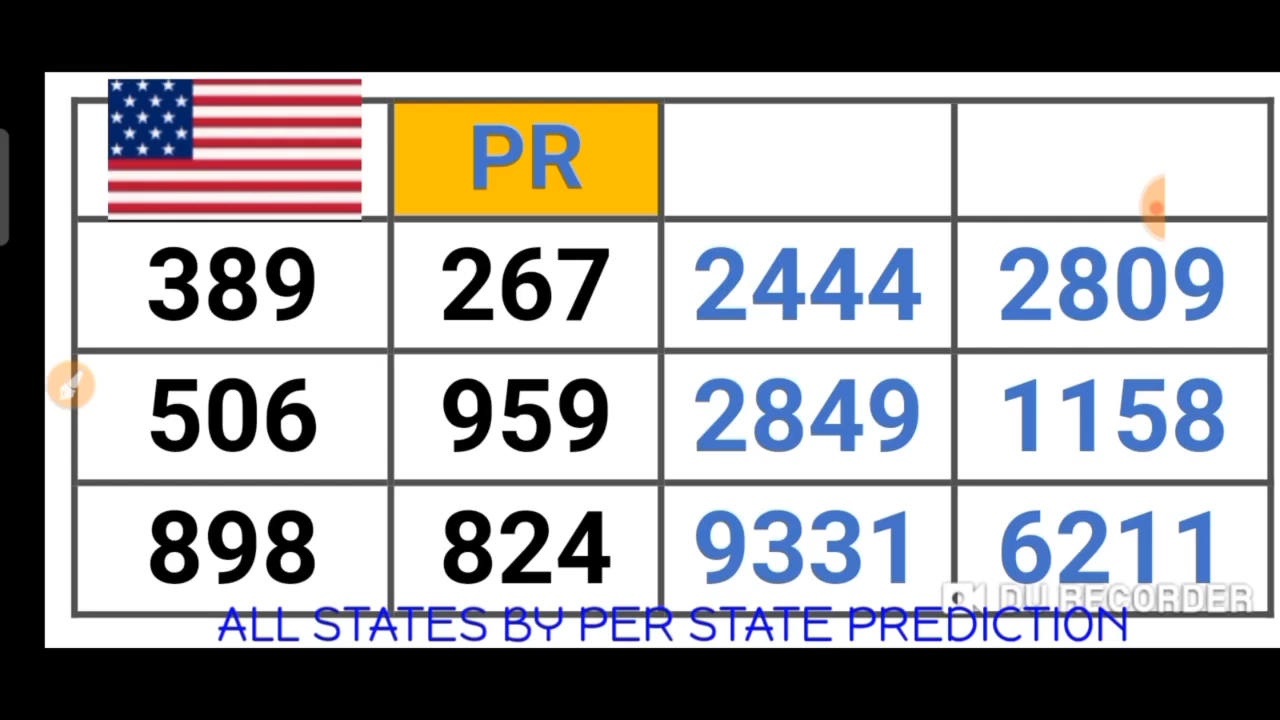 PR
389 267 2444 2809
506 959 2849 1158
898 824 9331 6211
DU RECORDER
ALL STATES BY PER STATE PREDICTION